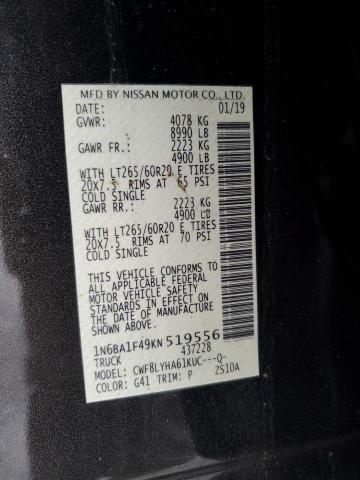 MFD BY NISSAN MOTOR CO., LTD.
DATE: 01/19
GVWR: 4078 KG
8990 LB
GAWR FR.: 2223 KG
4900 LB
WITH LT265/60R20 E TIRES
20X7.5 RIMS AT 65 PSI
COLD SINGLE
GAWR RR.: 2223 KG
4900 LB
WITH LT265/60R20 E TIRES
20X7.5 RIMS AT 70 PSI
COLD SINGLE
THIS VEHICLE CONFORMS TO
ALL APPLICABLE FEDERAL
MOTOR VEHICLE SAFETY STANDARDS
IN EFFECT ON THE DATE OF
MANUFACTURE SHOWN ABOVE.
1N6BA1F49KN519556
TRUCK 437228
MODEL: CWF8LYHA61KUC---Q-
COLOR: G41 TRIM: P ZS10A